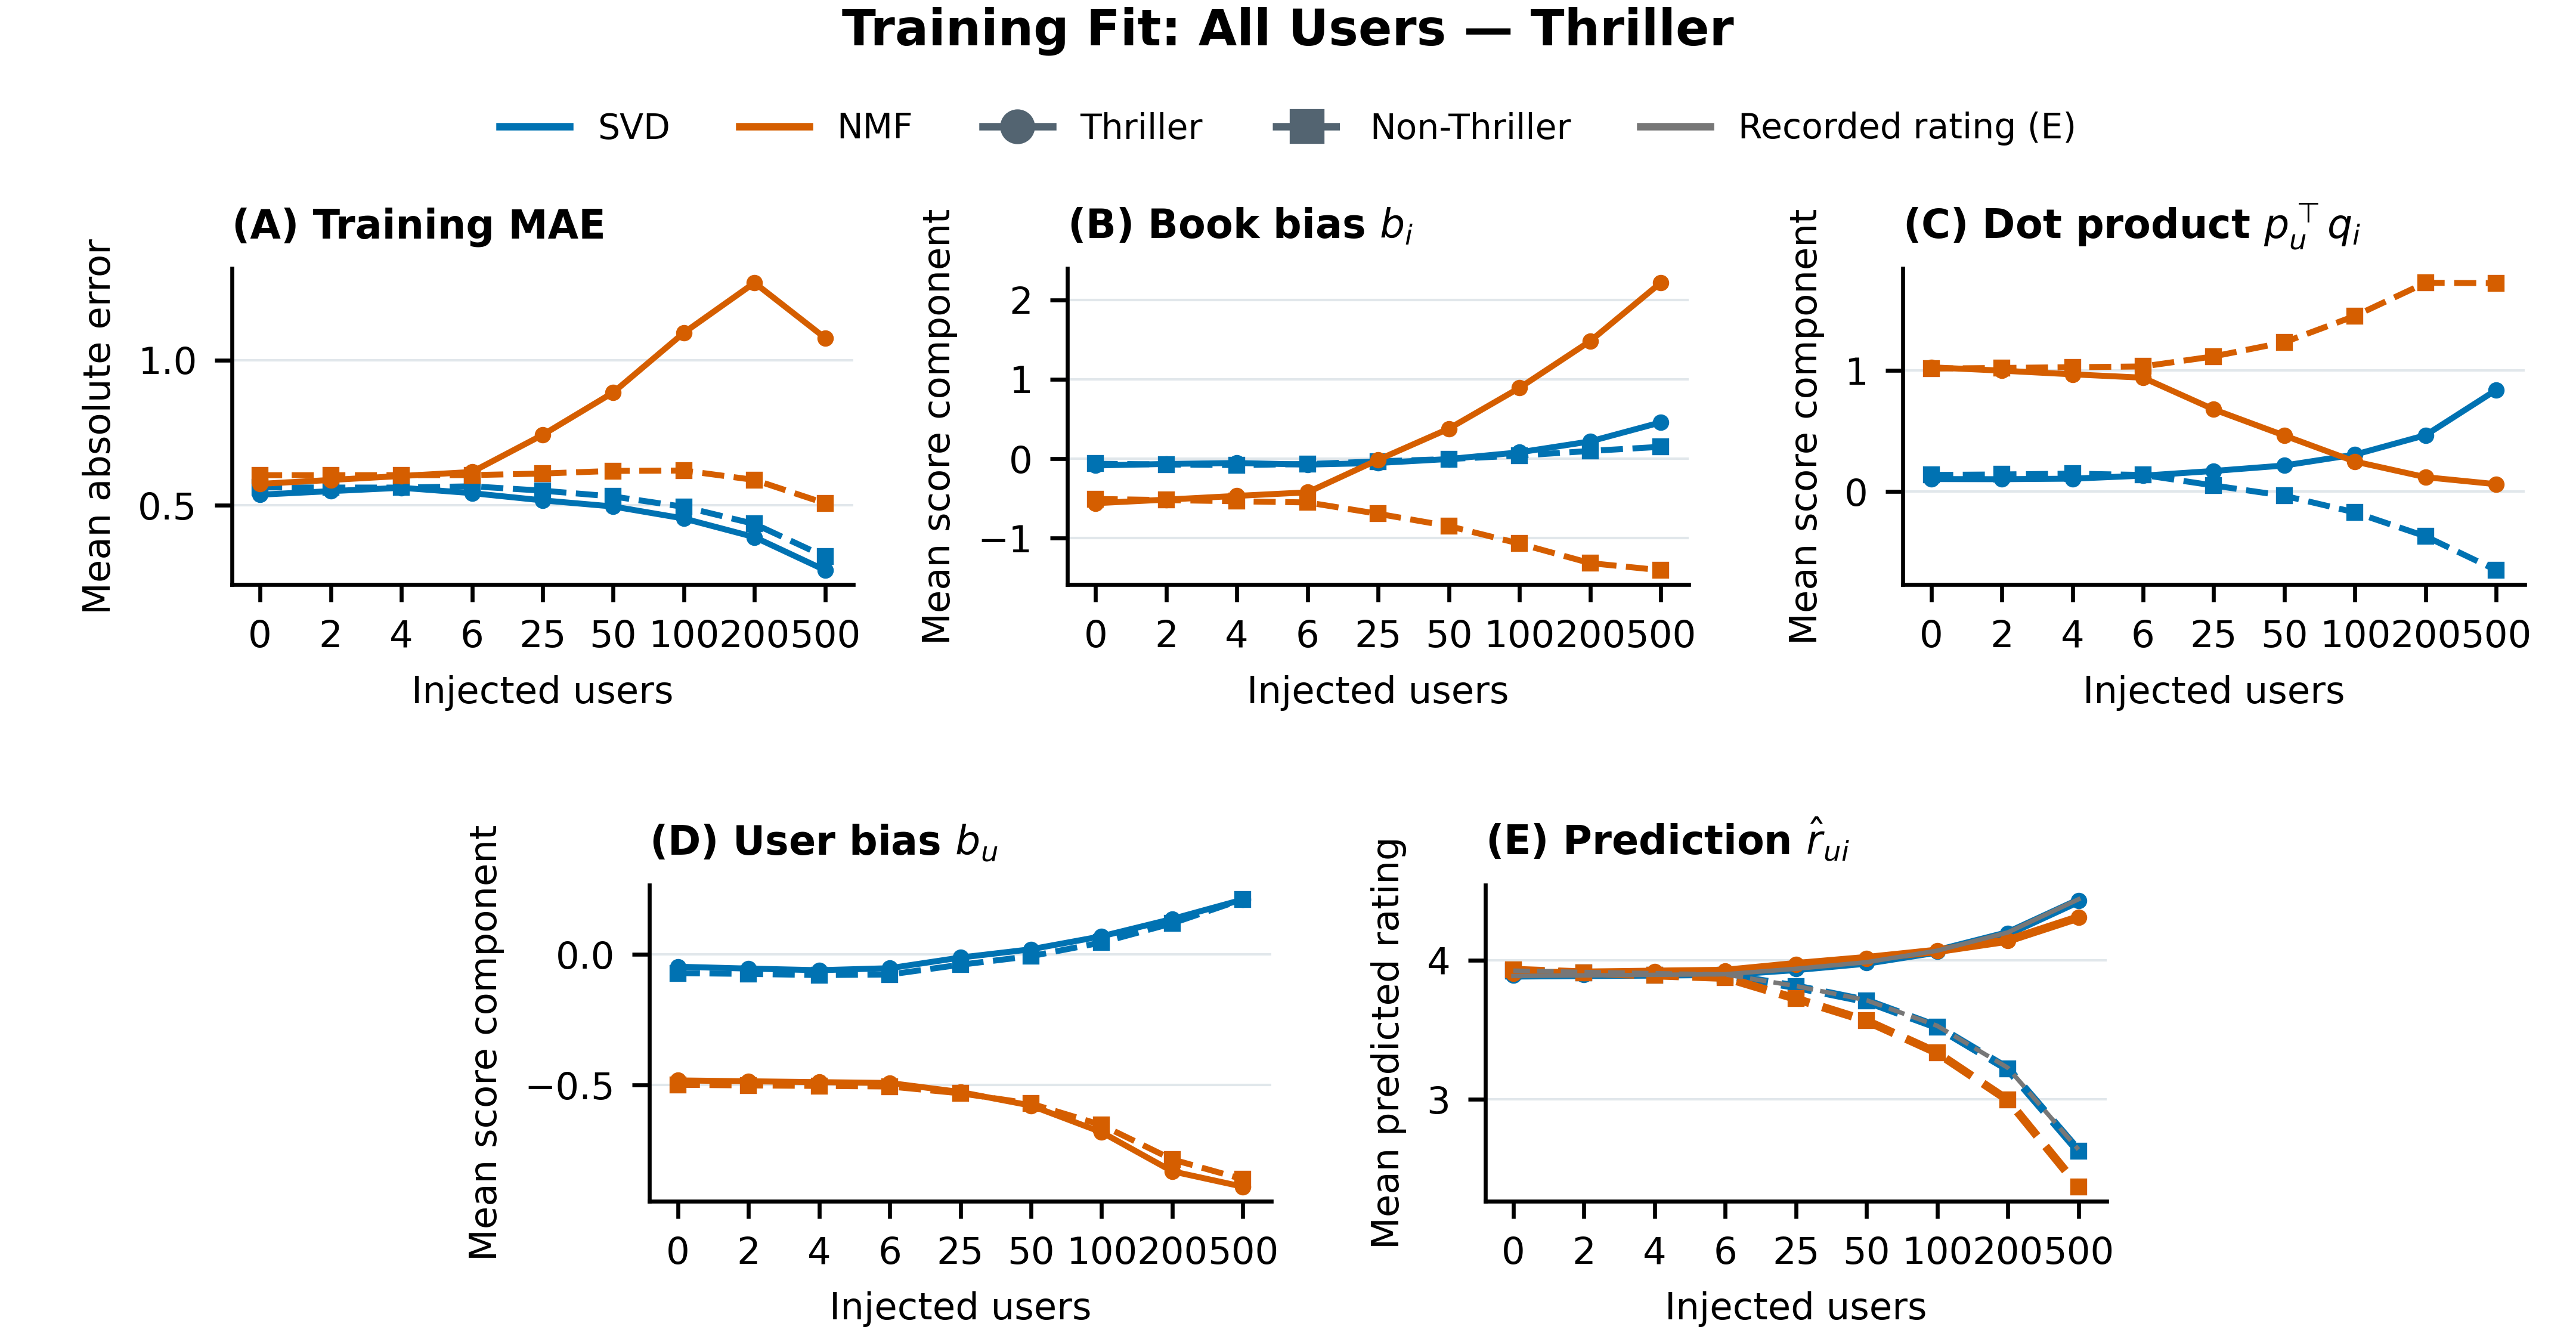 Training Fit: All Users — Thriller
SVD
NMF
Thriller
Non-Thriller
Recorded rating (E)
(A) Training MAE
Mean absolute error
1.0
0.5
0 2 4 6 25 50 100 200 500
Injected users
(B) Book bias b_i
Mean score component
2
1
0
−1
0 2 4 6 25 50 100 200 500
Injected users
(C) Dot product p_u^⊤ q_i
Mean score component
1
0
0 2 4 6 25 50 100 200 500
Injected users
(D) User bias b_u
Mean score component
0.0
−0.5
0 2 4 6 25 50 100 200 500
Injected users
(E) Prediction r̂_ui
Mean predicted rating
4
3
0 2 4 6 25 50 100 200 500
Injected users